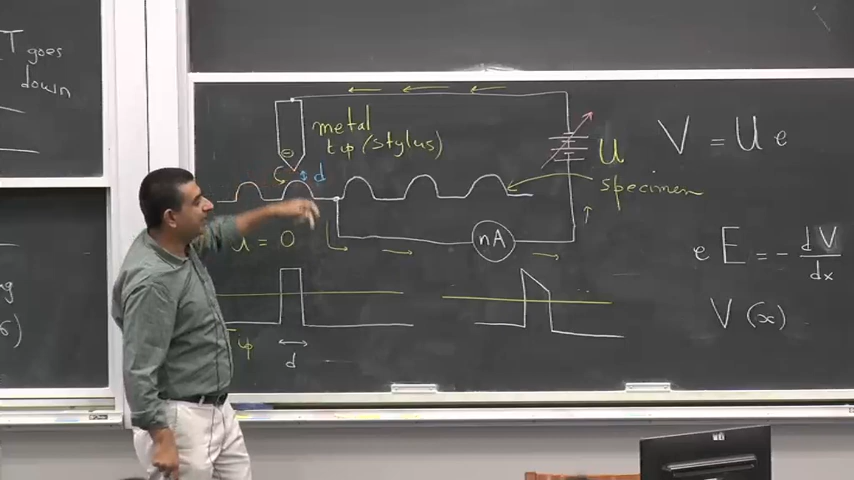 T goes
down
metal
tip (stylus)
⊖
d
U
specimen
V = U e
u = 0
nA
e E = - dV/dx
V (x)
ψ
d